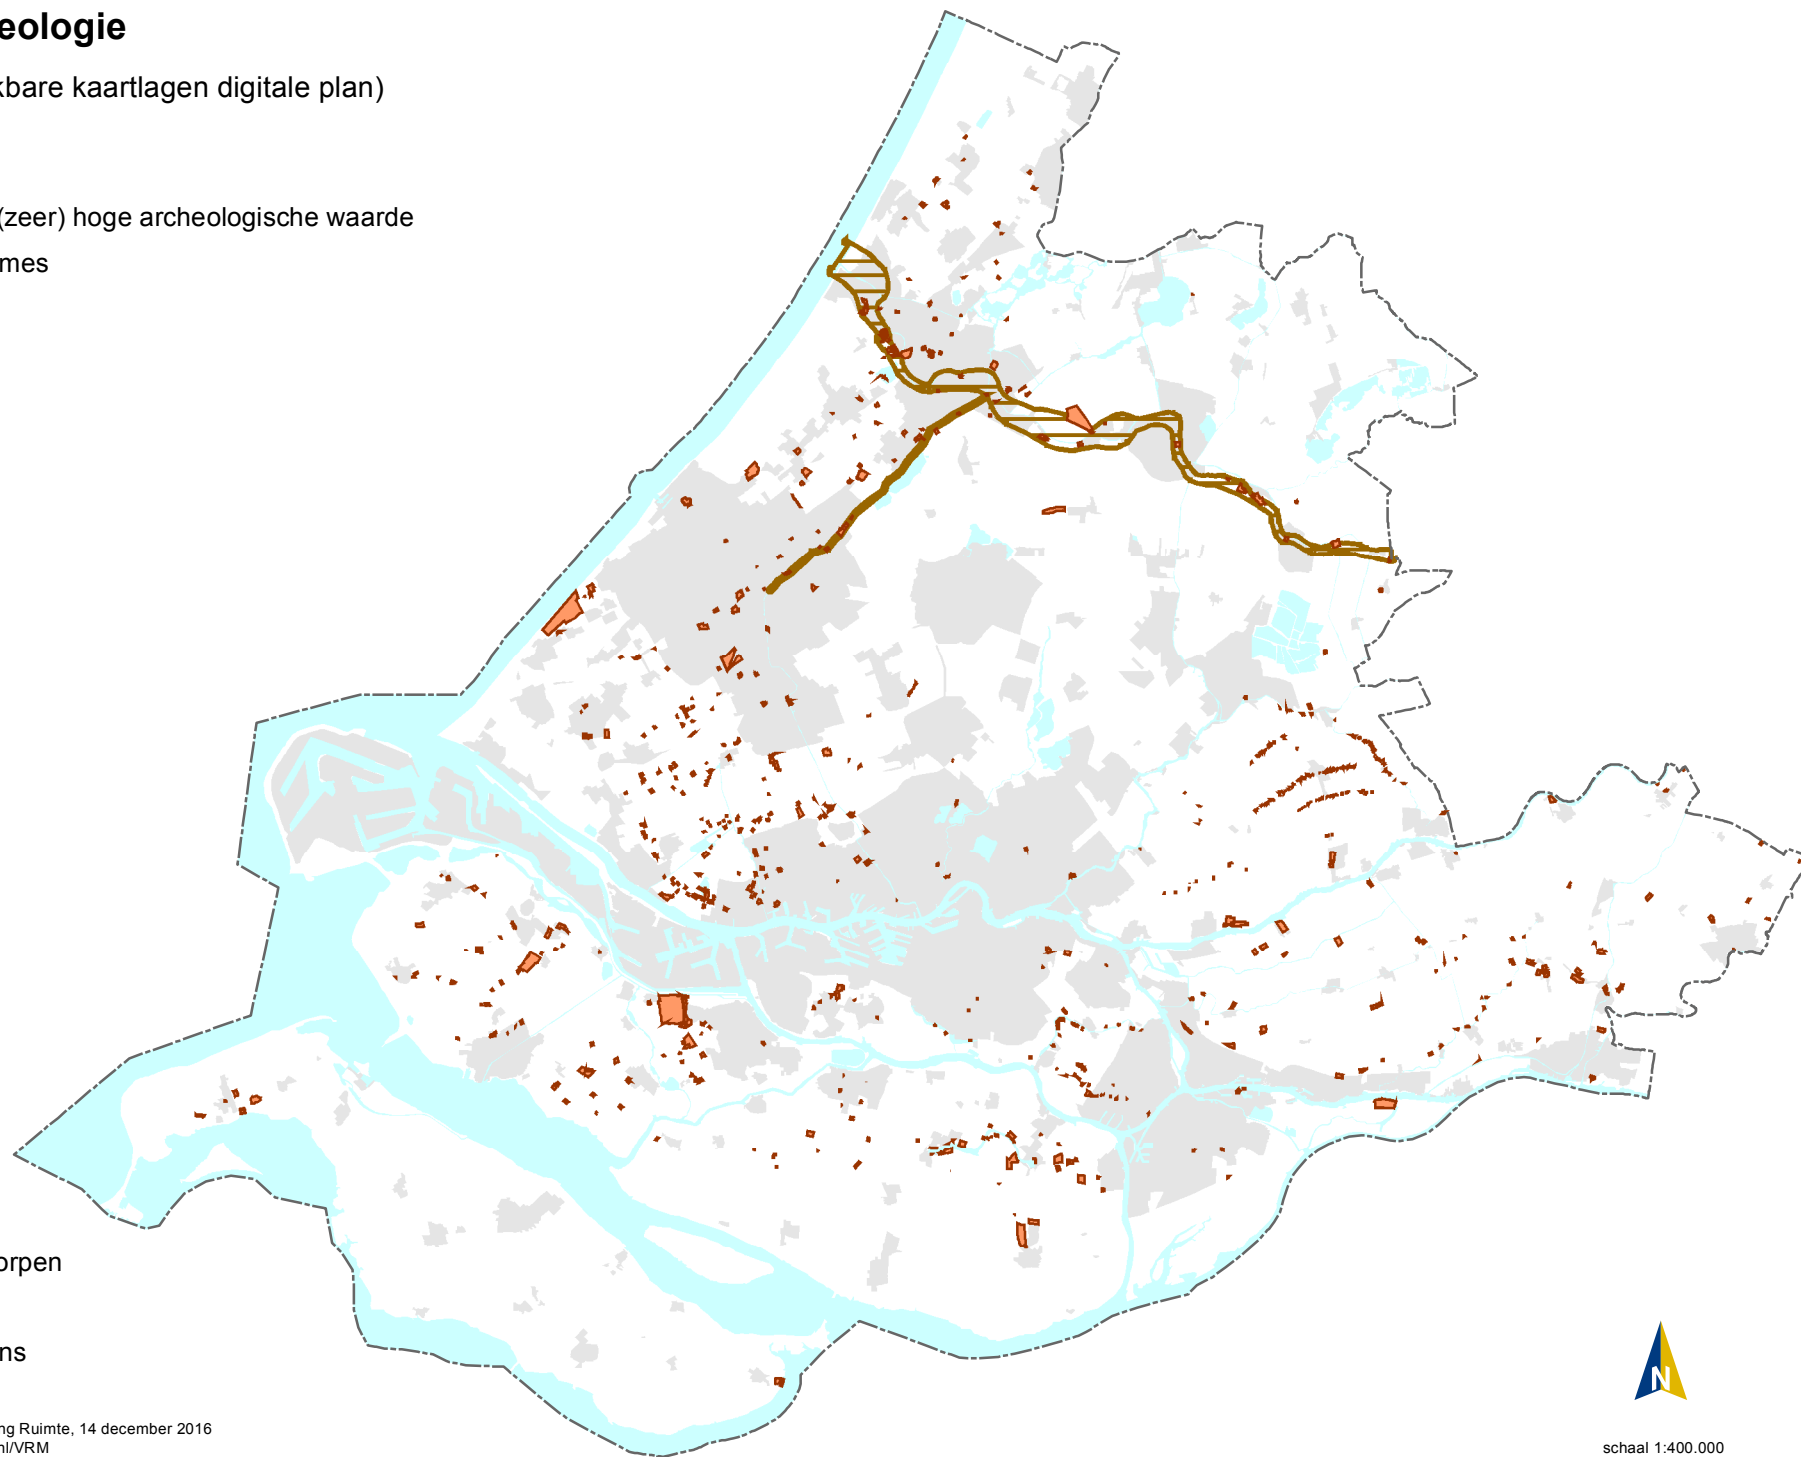 eologie
kbare kaartlagen digitale plan)
(zeer) hoge archeologische waarde
mes
orpen
ns
ng Ruimte, 14 december 2016
nl/VRM
N
schaal 1:400.000